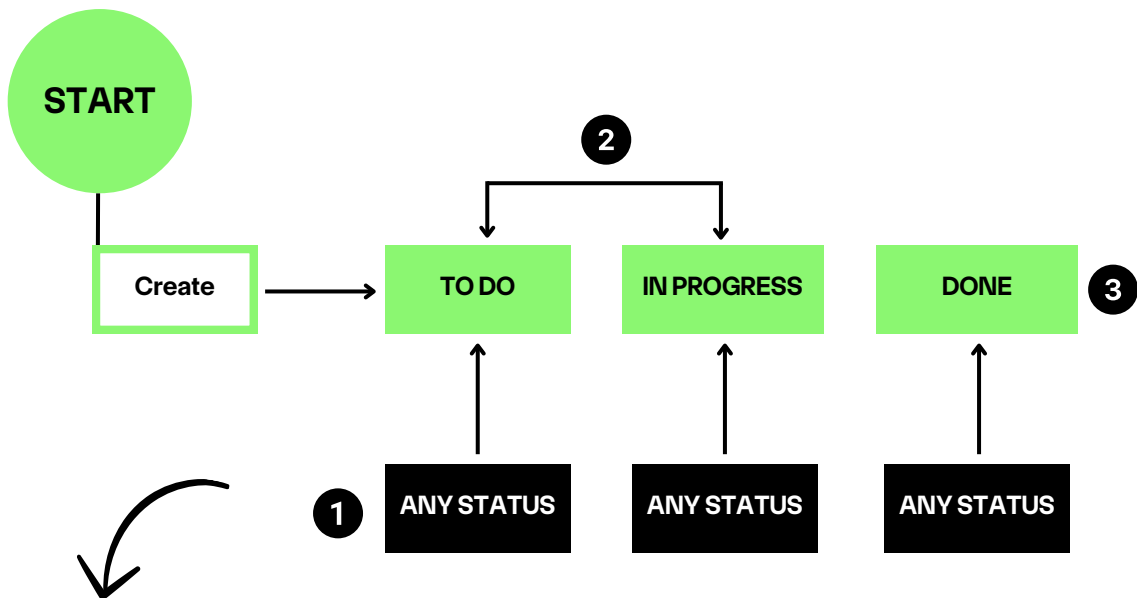 START
2
Create
TO DO
IN PROGRESS
DONE
3
1
ANY STATUS
ANY STATUS
ANY STATUS